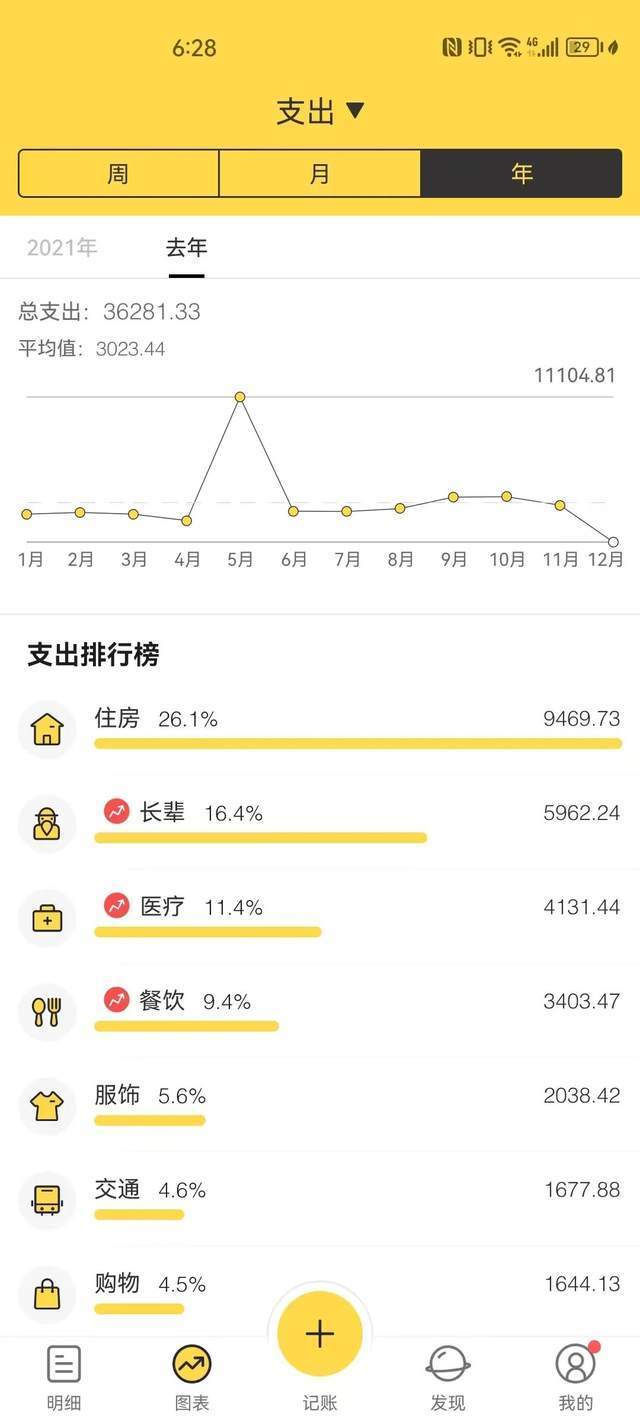 6:28
4G
29
支出 ▼
周 月 年
2021年 去年
总支出：36281.33
平均值：3023.44
11104.81
1月 2月 3月 4月 5月 6月 7月 8月 9月 10月 11月 12月
支出排行榜
住房 26.1% 9469.73
长辈 16.4% 5962.24
医疗 11.4% 4131.44
餐饮 9.4% 3403.47
服饰 5.6% 2038.42
交通 4.6% 1677.88
购物 4.5% 1644.13
明细 图表 记账 发现 我的